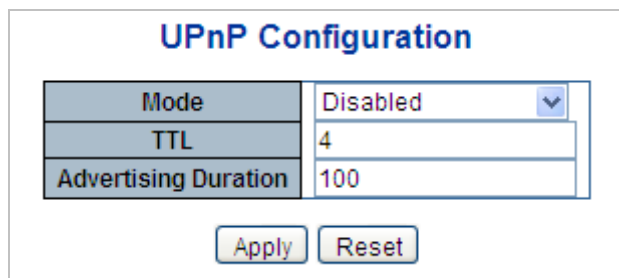 UPnP Configuration
Mode Disabled
TTL 4
Advertising Duration 100
Apply Reset